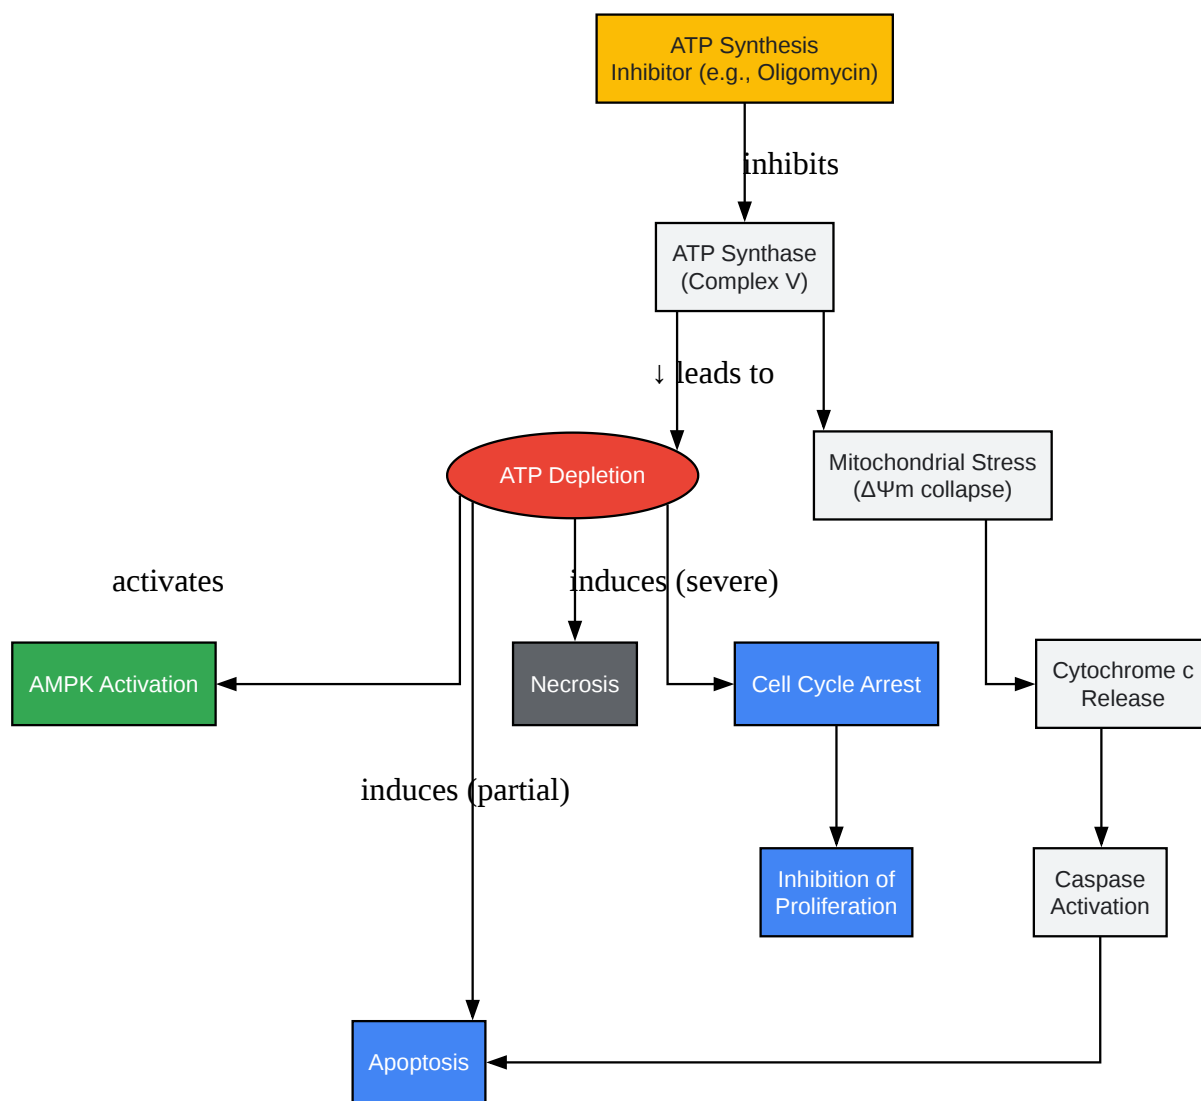 ATP Synthesis
Inhibitor (e.g., Oligomycin)
inhibits
ATP Synthase
(Complex V)
↓ leads to
ATP Depletion
Mitochondrial Stress
(ΔΨm collapse)
activates
induces (severe)
AMPK Activation
Necrosis
Cell Cycle Arrest
Cytochrome c
Release
induces (partial)
Inhibition of
Proliferation
Caspase
Activation
Apoptosis